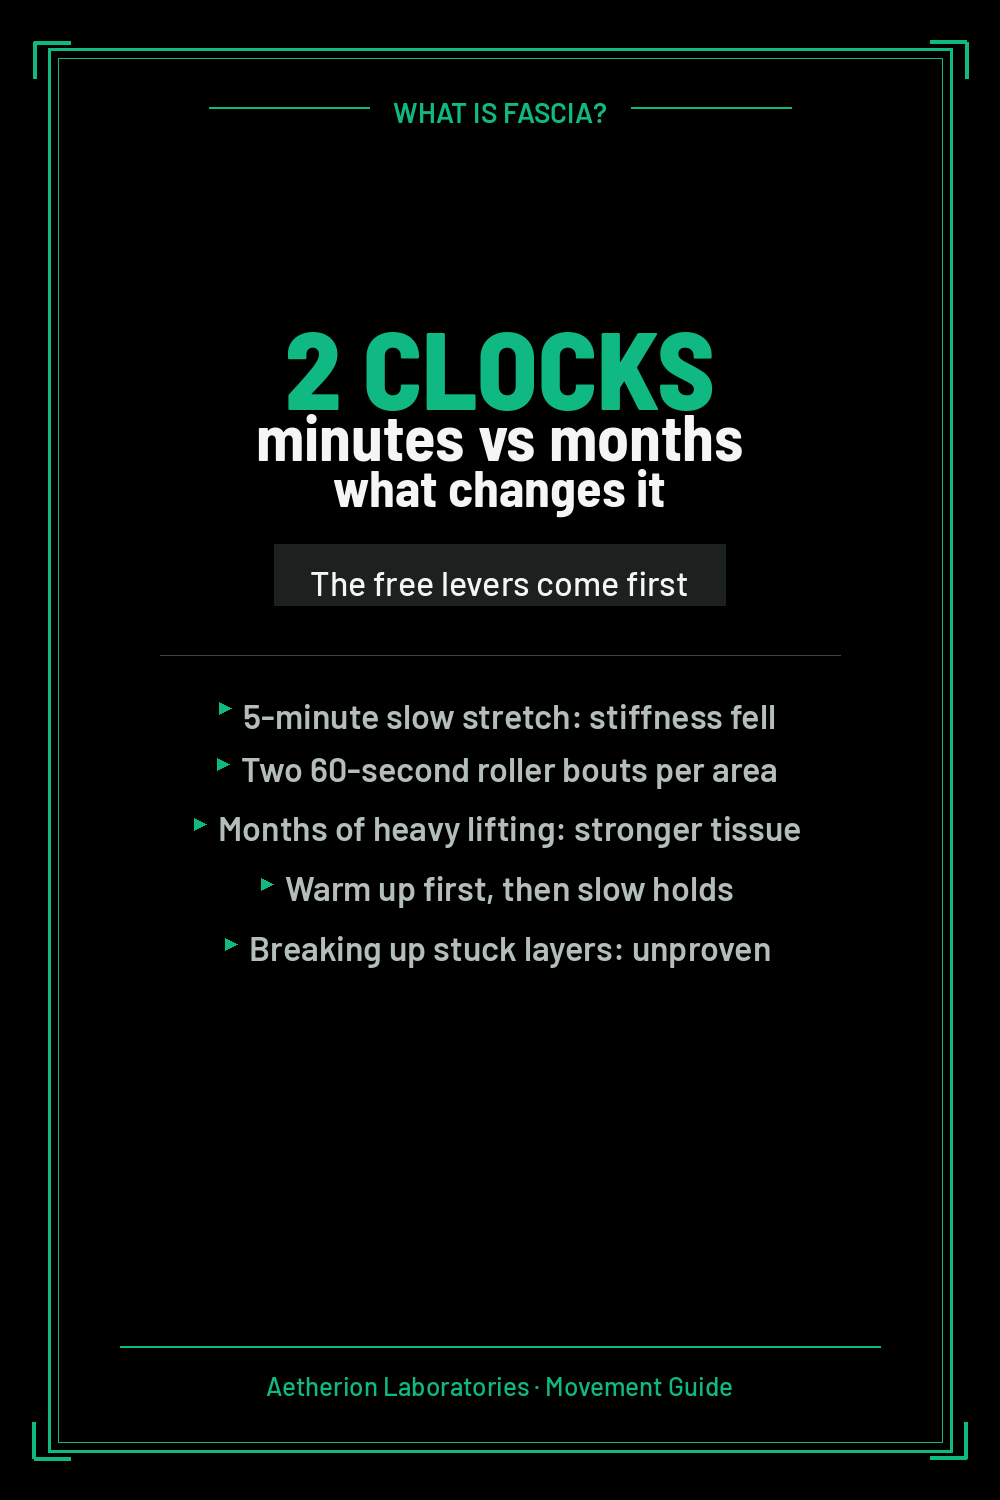 WHAT IS FASCIA?
2 CLOCKS
minutes vs months
what changes it
The free levers come first
5-minute slow stretch: stiffness fell
Two 60-second roller bouts per area
Months of heavy lifting: stronger tissue
Warm up first, then slow holds
Breaking up stuck layers: unproven
Aetherion Laboratories · Movement Guide